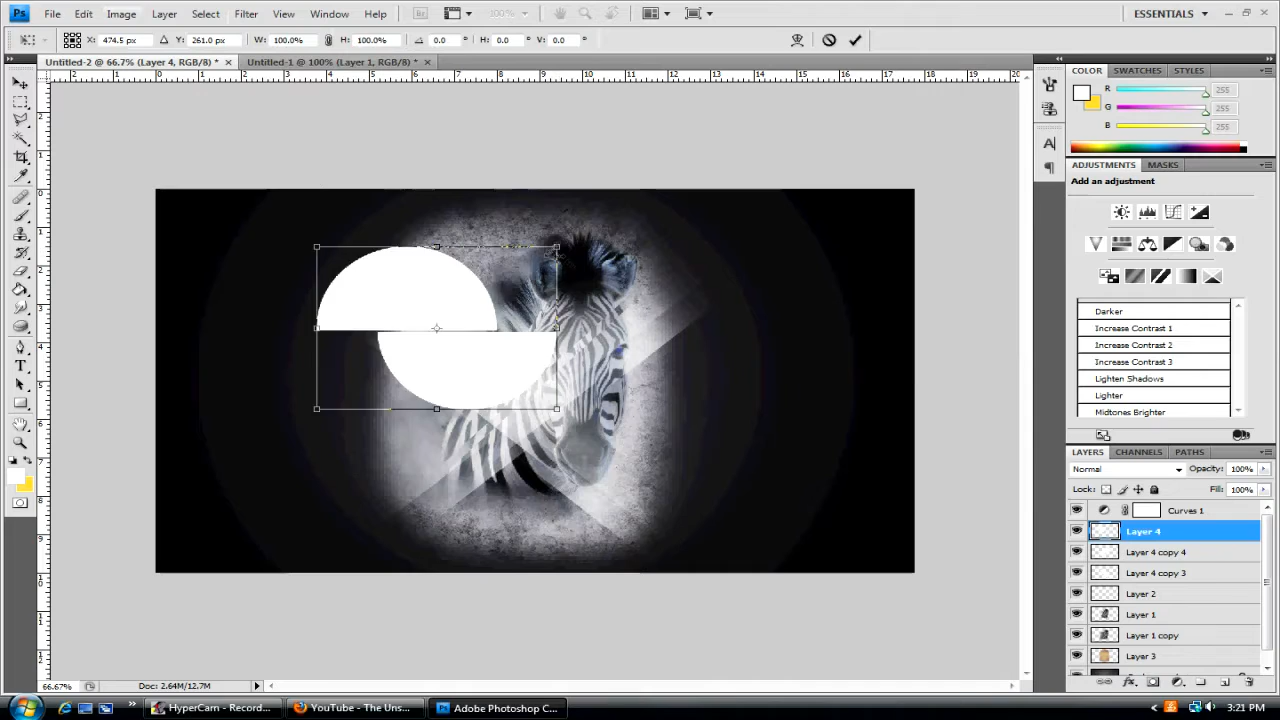 Ps File Edit Image Layer Select Filter Analysis View Window Help Br 100% ESSENTIALS
X: 474.5 px Y: 261.0 px W: 100.0% H: 100.0% 0.0 ° H: 0.0 ° V: 0.0 °
Untitled-2 @ 66.7% (Layer 4, RGB/8) * Untitled-1 @ 100% (Layer 1, RGB/8) *
COLOR SWATCHES STYLES
R 255
G 255
B 255
ADJUSTMENTS MASKS
Add an adjustment
Darker
Increase Contrast 1
Increase Contrast 2
Increase Contrast 3
Lighten Shadows
Lighter
Midtones Brighter
LAYERS CHANNELS PATHS
Normal Opacity: 100%
Lock: Fill: 100%
Curves 1
Layer 4
Layer 4 copy 4
Layer 4 copy 3
Layer 2
Layer 1
Layer 1 copy
Layer 3
66.67% Doc: 2.64M/12.7M
HyperCam - Record... YouTube - The Uns... Adobe Photoshop C... 3:21 PM